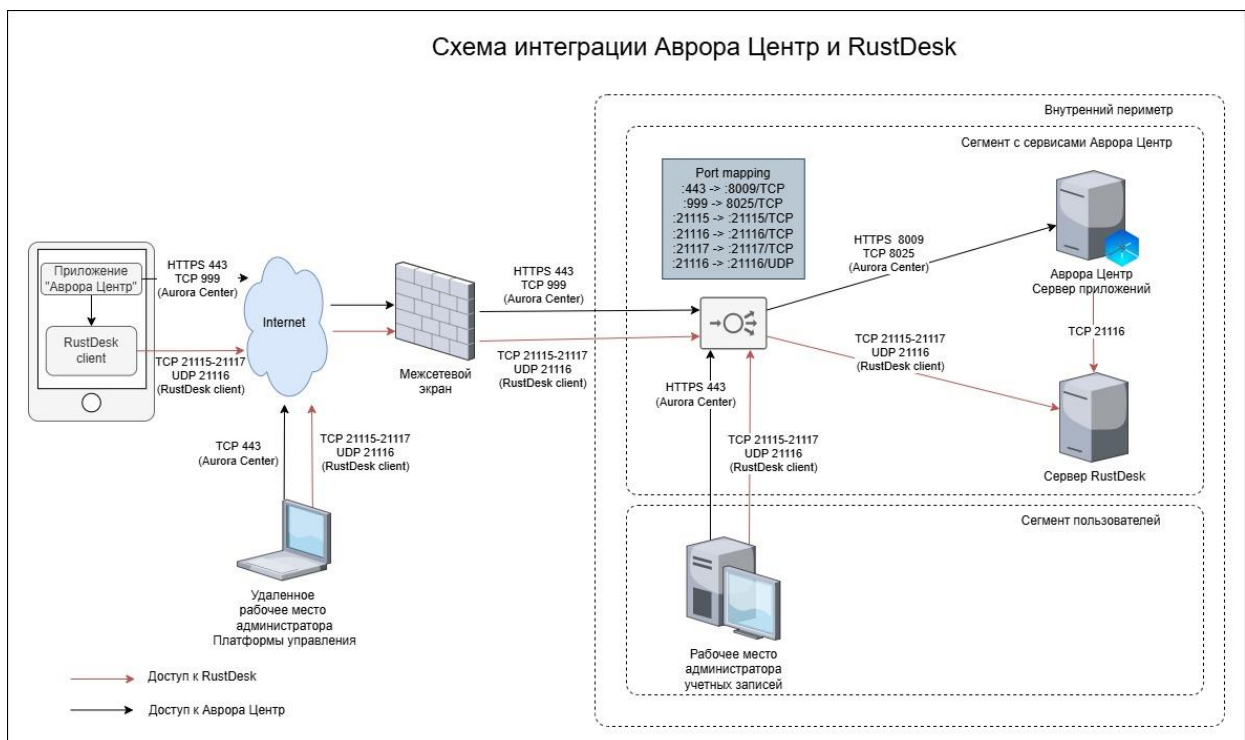 Схема интеграции Аврора Центр и RustDesk
Внутренний периметр
Сегмент с сервисами Аврора Центр
Port mapping
:443 -> :8009/TCP
:999 -> 8025/TCP
:21115 -> :21115/TCP
:21116 -> :21116/TCP
:21117 -> :21117/TCP
:21116 -> :21116/UDP
Приложение
"Аврора Центр"
RustDesk
client
HTTPS 443
TCP 999
(Aurora Center)
TCP 21115-21117
UDP 21116
(RustDesk client)
Internet
Межсетевой
экран
HTTPS 443
TCP 999
(Aurora Center)
TCP 21115-21117
UDP 21116
(RustDesk client)
HTTPS 8009
TCP 8025
(Aurora Center)
Аврора Центр
Сервер приложений
TCP 21116
TCP 21115-21117
UDP 21116
(RustDesk client)
Сервер RustDesk
HTTPS 443
(Aurora Center)
TCP 21115-21117
UDP 21116
(RustDesk client)
TCP 443
(Aurora Center)
TCP 21115-21117
UDP 21116
(RustDesk client)
Сегмент пользователей
Удаленное
рабочее место
администратора
Платформы управления
Рабочее место
администратора
учетных записей
Доступ к RustDesk
Доступ к Аврора Центр